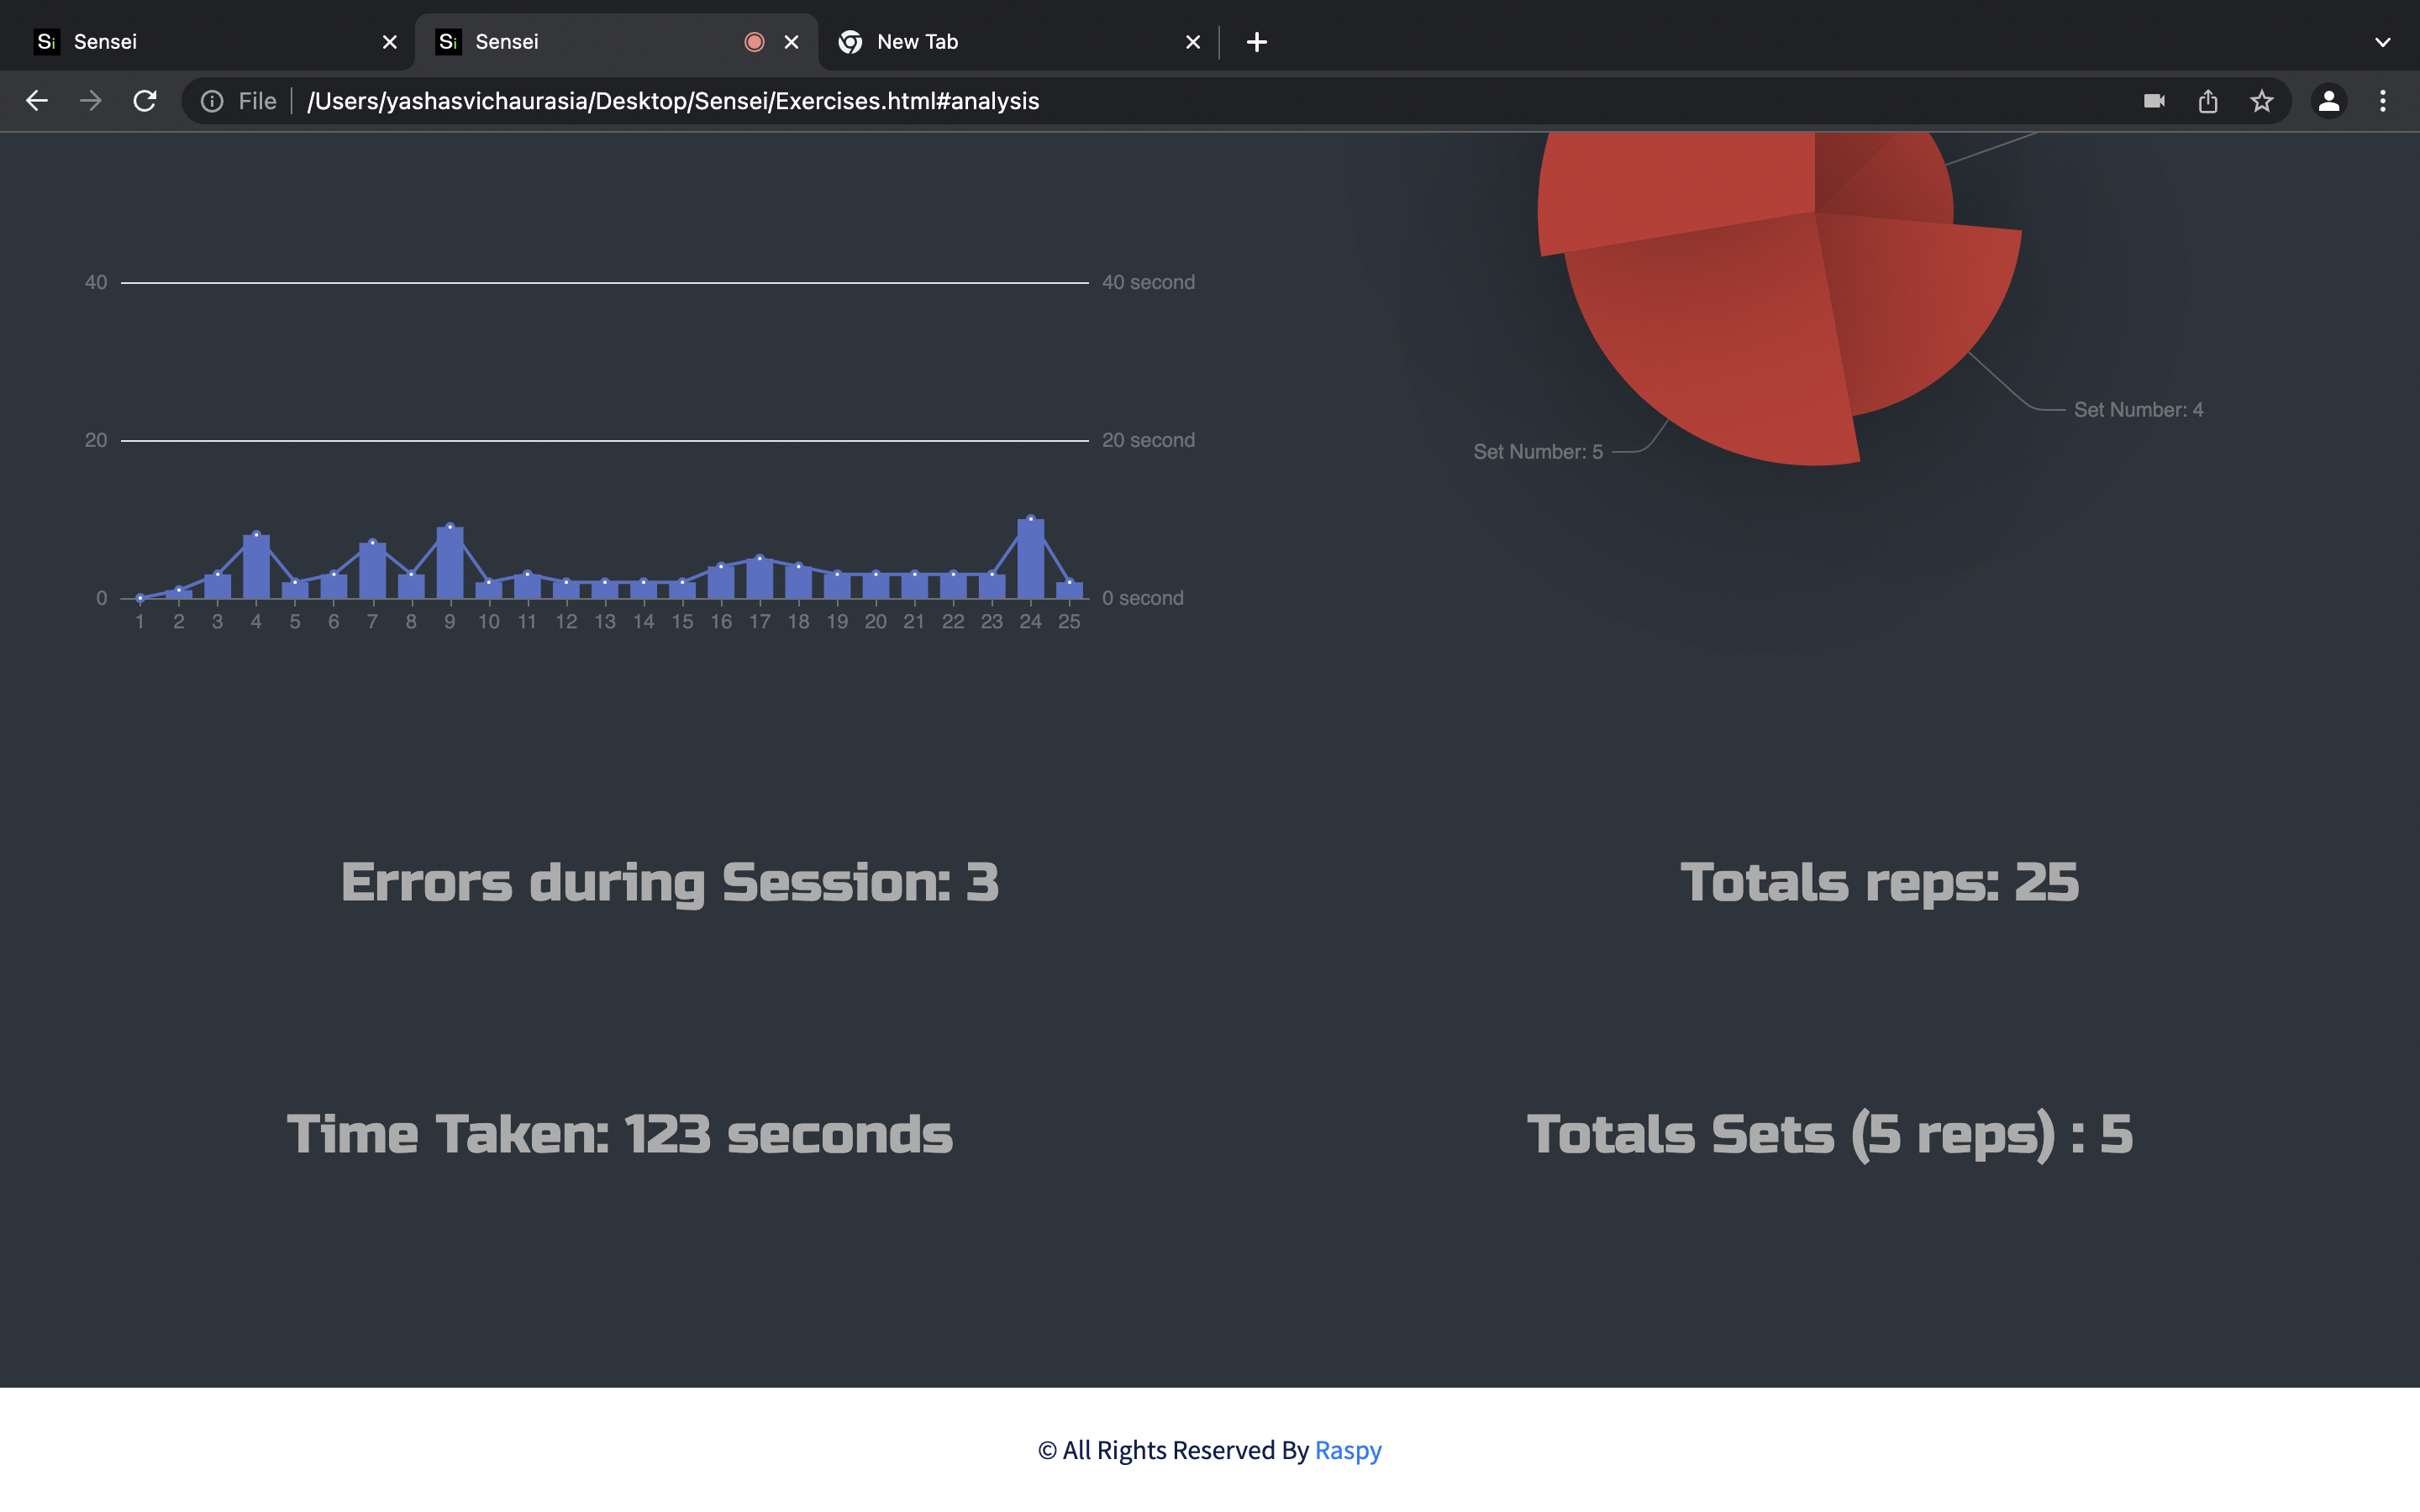 Sensei
Sensei
New Tab
File
/Users/yashasvichaurasia/Desktop/Sensei/Exercises.html#analysis
40
40 second
20
20 second
0
0 second
1 2 3 4 5 6 7 8 9 10 11 12 13 14 15 16 17 18 19 20 21 22 23 24 25
Set Number: 4
Set Number: 5
Errors during Session: 3
Totals reps: 25
Time Taken: 123 seconds
Totals Sets (5 reps) : 5
© All Rights Reserved By Raspy